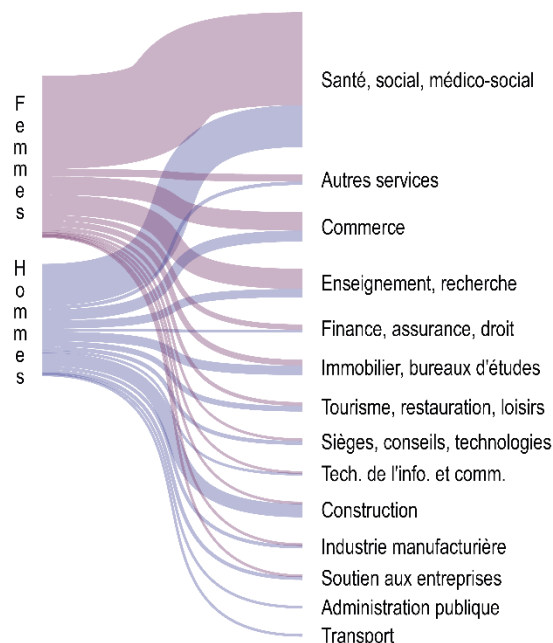 Femmes
Hommes
Santé, social, médico-social
Autres services
Commerce
Enseignement, recherche
Finance, assurance, droit
Immobilier, bureaux d'études
Tourisme, restauration, loisirs
Sièges, conseils, technologies
Tech. de l'info. et comm.
Construction
Industrie manufacturière
Soutien aux entreprises
Administration publique
Transport